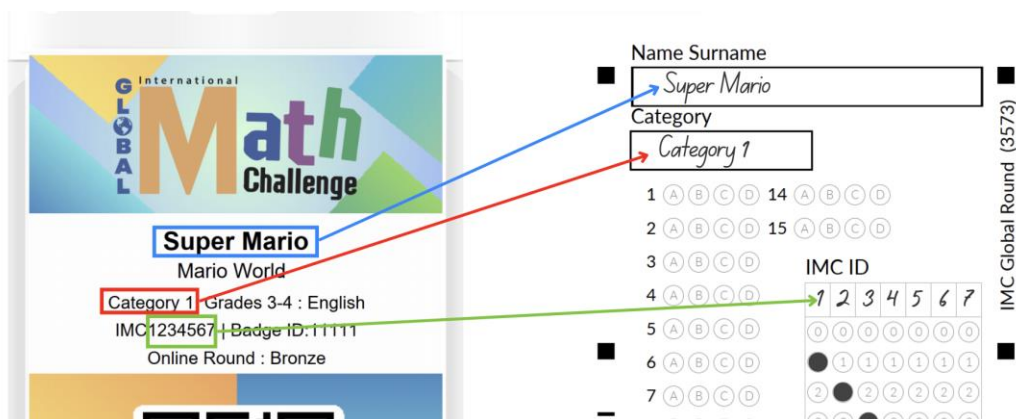 GLOBAL
International
Math
Challenge
Super Mario
Mario World
Category 1 Grades 3-4 : English
IMC1234567 | Badge ID:11111
Online Round : Bronze
Name Surname
Super Mario
Category
Category 1
1 A B C D 14 A B C D
2 A B C D 15 A B C D
3 A B C D
4 A B C D
5 A B C D
6 A B C D
7 A B C D
IMC ID
1 2 3 4 5 6 7
0 0 0 0 0 0 0
1 1 1 1 1 1
2 2 2 2 2 2
IMC Global Round (3573)